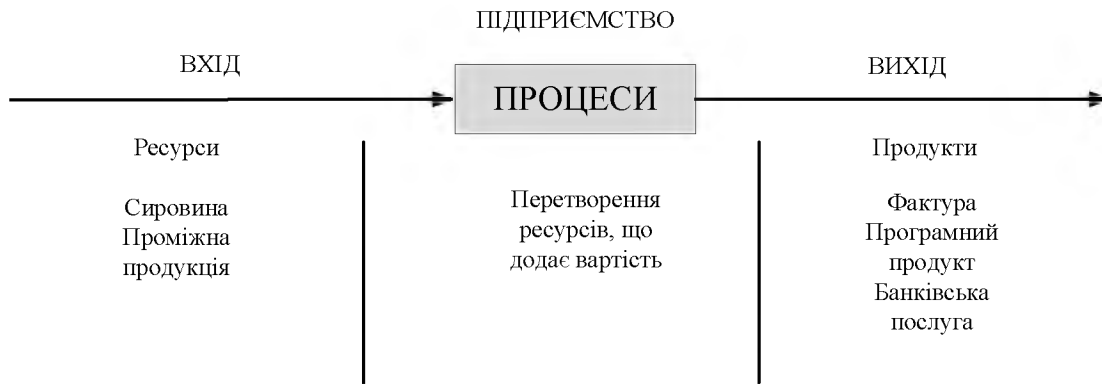 ПІДПРИЄМСТВО
ВХІД
ПРОЦЕСИ
ВИХІД
Ресурси
Сировина
Проміжна
продукція
Перетворення
ресурсів, що
додає вартість
Продукти
Фактура
Програмний
продукт
Банківська
послуга